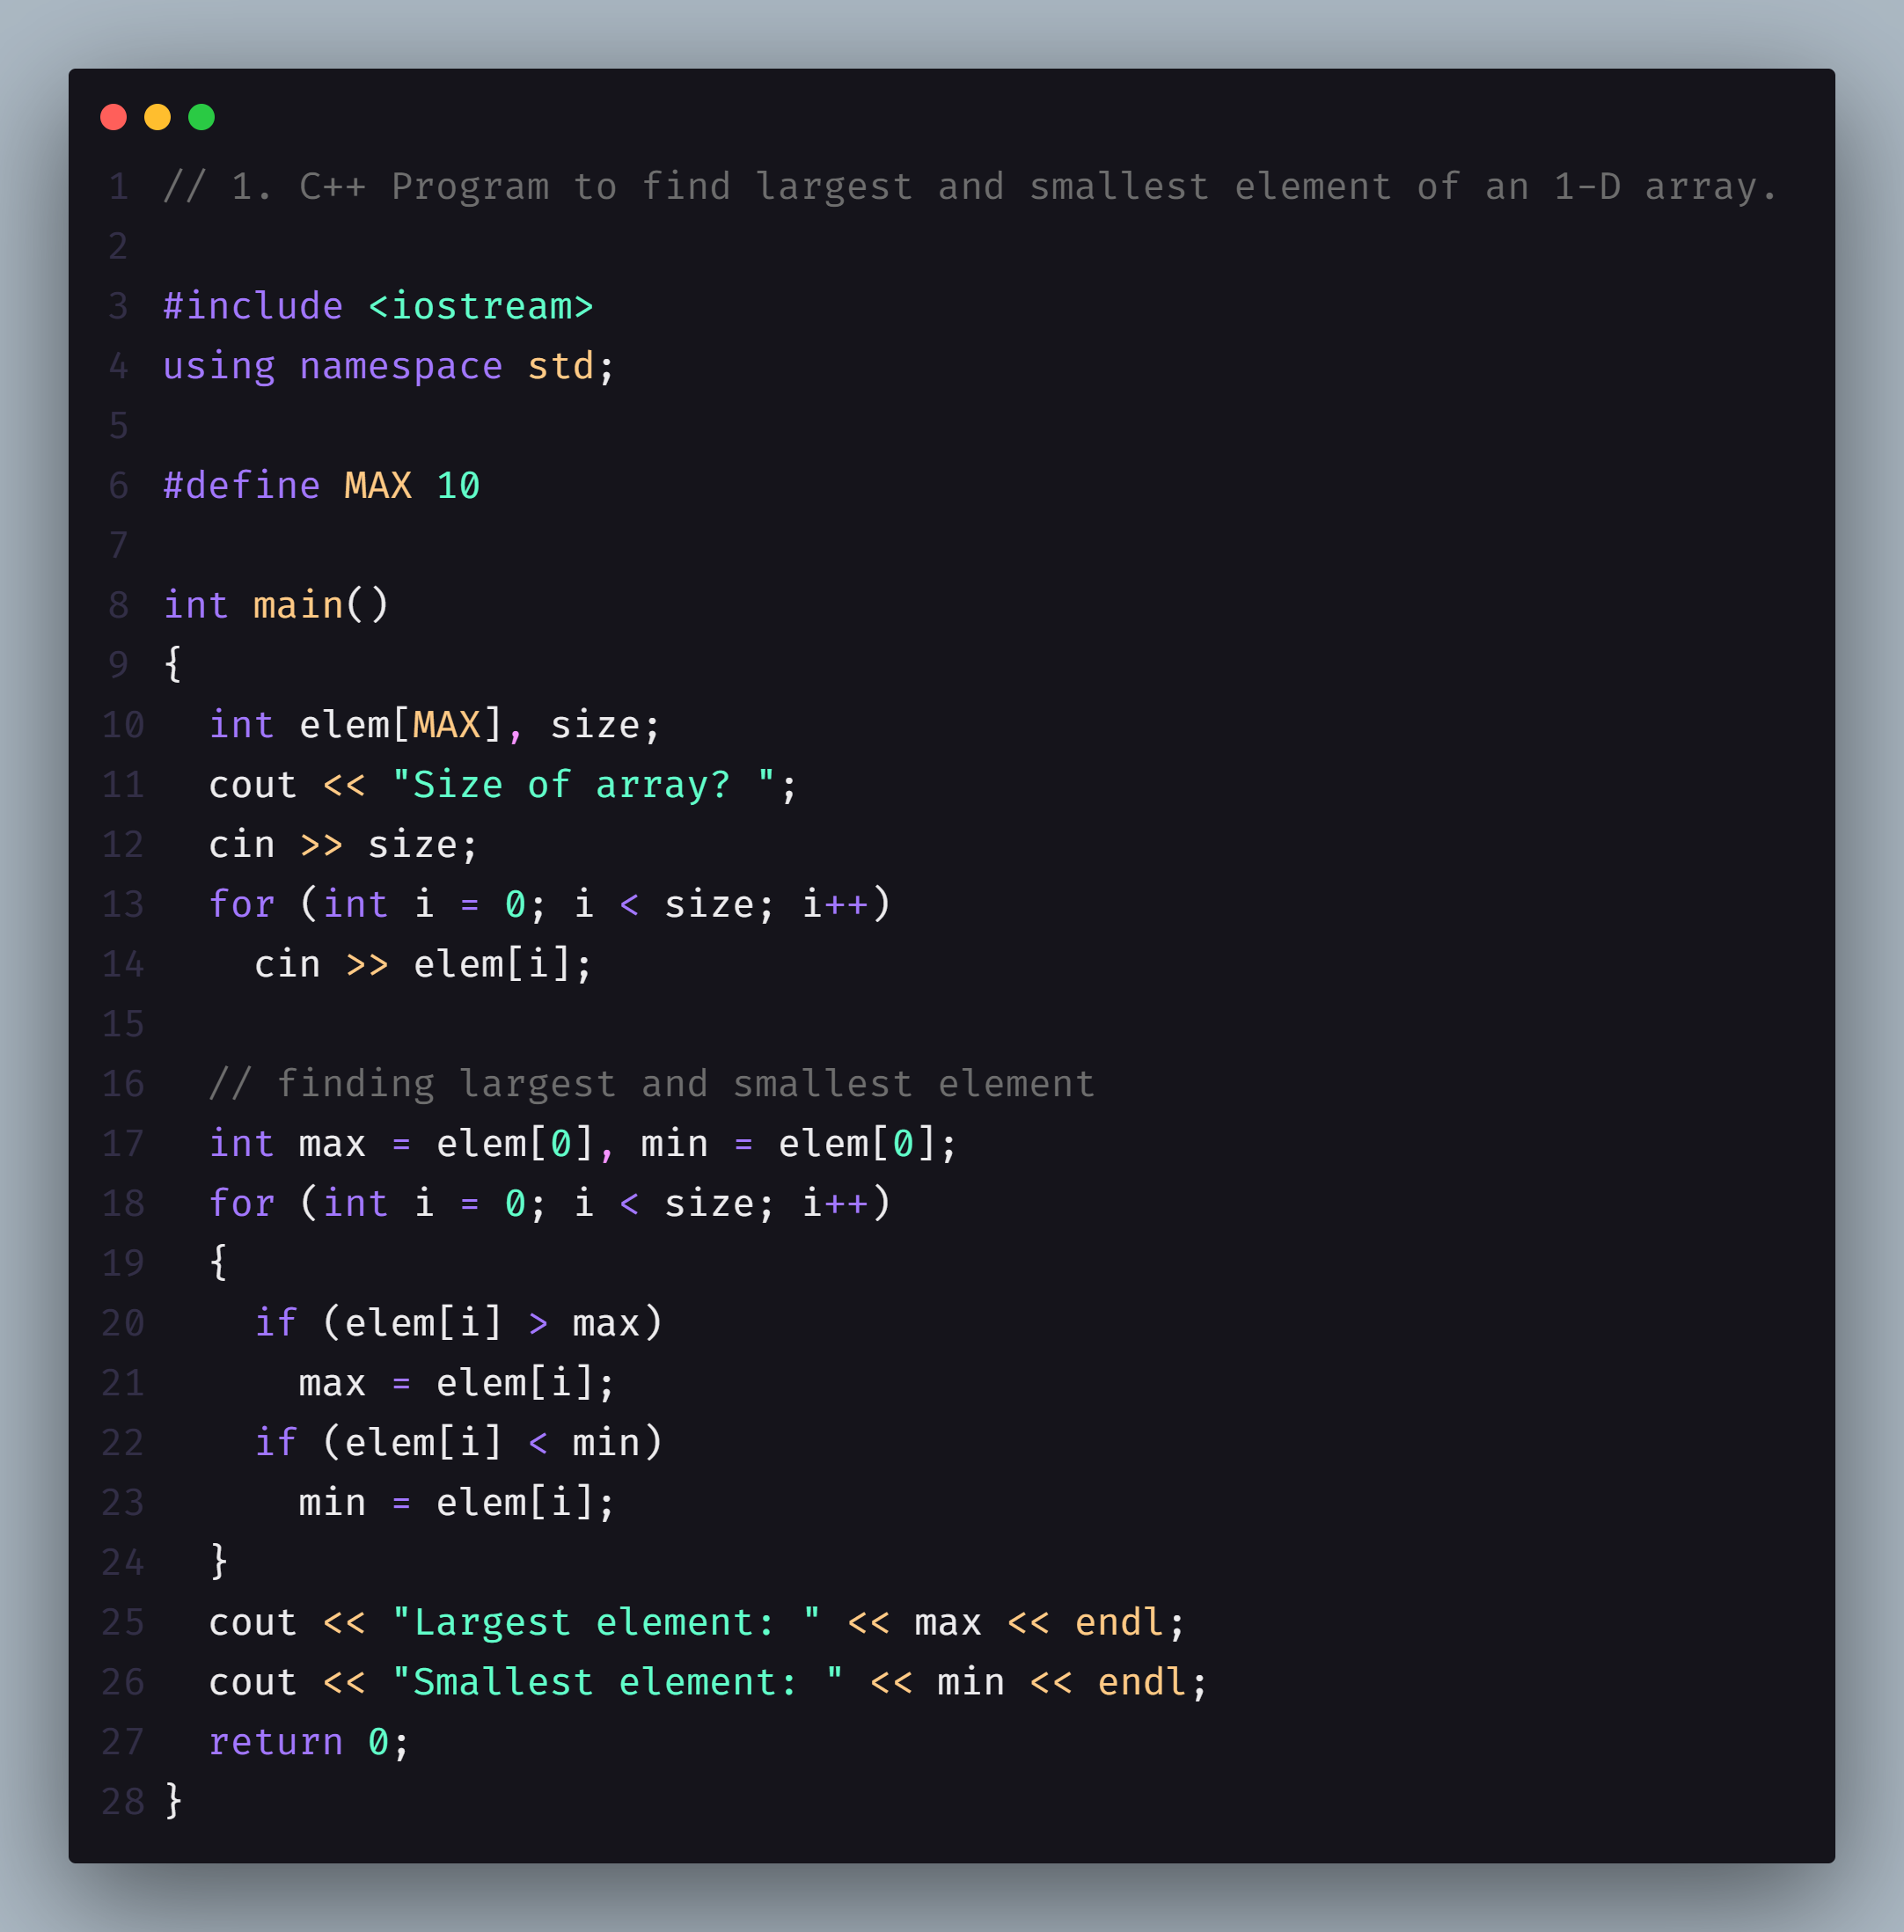 1 // 1. C++ Program to find largest and smallest element of an 1-D array.
2
3 #include <iostream>
4 using namespace std;
5
6 #define MAX 10
7
8 int main()
9 {
10   int elem[MAX], size;
11   cout << "Size of array? ";
12   cin >> size;
13   for (int i = 0; i < size; i++)
14     cin >> elem[i];
15
16   // finding largest and smallest element
17   int max = elem[0], min = elem[0];
18   for (int i = 0; i < size; i++)
19   {
20     if (elem[i] > max)
21       max = elem[i];
22     if (elem[i] < min)
23       min = elem[i];
24   }
25   cout << "Largest element: " << max << endl;
26   cout << "Smallest element: " << min << endl;
27   return 0;
28 }